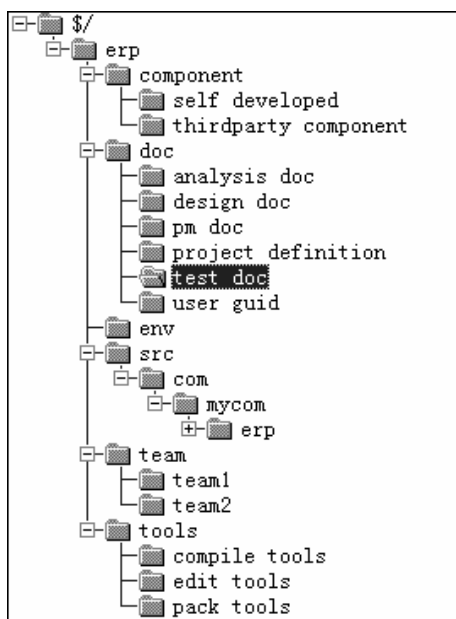 $/
erp
component
self developed
thirdparty component
doc
analysis doc
design doc
pm doc
project definition
test doc
user guid
env
src
com
mycom
erp
team
team1
team2
tools
compile tools
edit tools
pack tools